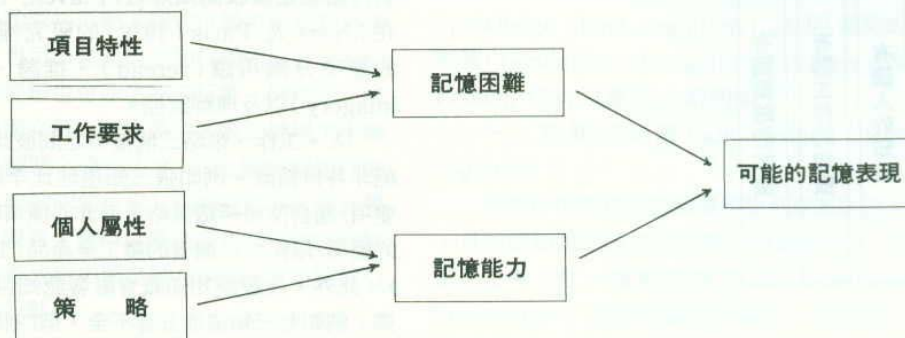 項目特性
工作要求
個人屬性
策 略
記憶困難
記憶能力
可能的記憶表現